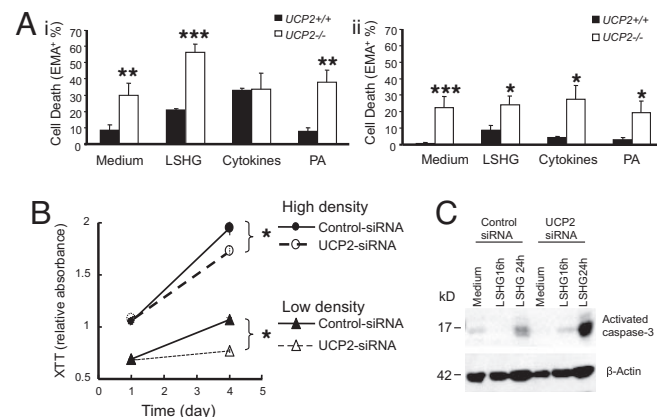 A
i
UCP2+/+
UCP2-/-
Cell Death (EMA+ %)
70
60
50
40
30
20
10
0
**
***
**
Medium
LSHG
Cytokines
PA
ii
UCP2+/+
UCP2-/-
Cell Death (EMA+ %)
70
60
50
40
30
20
10
0
***
*
*
*
Medium
LSHG
Cytokines
PA
B
XTT (relative absorbance)
2
1.5
1
0.5
0
1
2
3
4
5
Time (day)
High density
Control-siRNA
*
UCP2-siRNA
Low density
Control-siRNA
*
UCP2-siRNA
C
Control siRNA
UCP2 siRNA
Medium
LSHG16h
LSHG 24h
Medium
LSHG16h
LSHG24h
kD
17
Activated
caspase-3
42
β-Actin